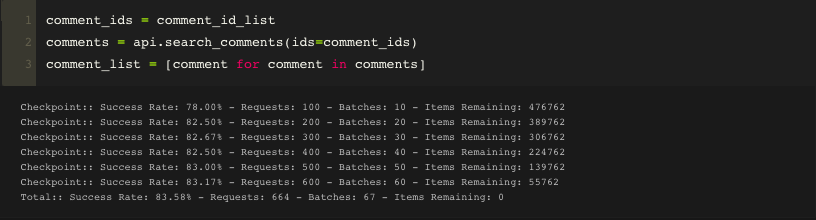 1 comment_ids = comment_id_list
2 comments = api.search_comments(ids=comment_ids)
3 comment_list = [comment for comment in comments]
Checkpoint:: Success Rate: 78.00% - Requests: 100 - Batches: 10 - Items Remaining: 476762
Checkpoint:: Success Rate: 82.50% - Requests: 200 - Batches: 20 - Items Remaining: 389762
Checkpoint:: Success Rate: 82.67% - Requests: 300 - Batches: 30 - Items Remaining: 306762
Checkpoint:: Success Rate: 82.50% - Requests: 400 - Batches: 40 - Items Remaining: 224762
Checkpoint:: Success Rate: 83.00% - Requests: 500 - Batches: 50 - Items Remaining: 139762
Checkpoint:: Success Rate: 83.17% - Requests: 600 - Batches: 60 - Items Remaining: 55762
Total:: Success Rate: 83.58% - Requests: 664 - Batches: 67 - Items Remaining: 0